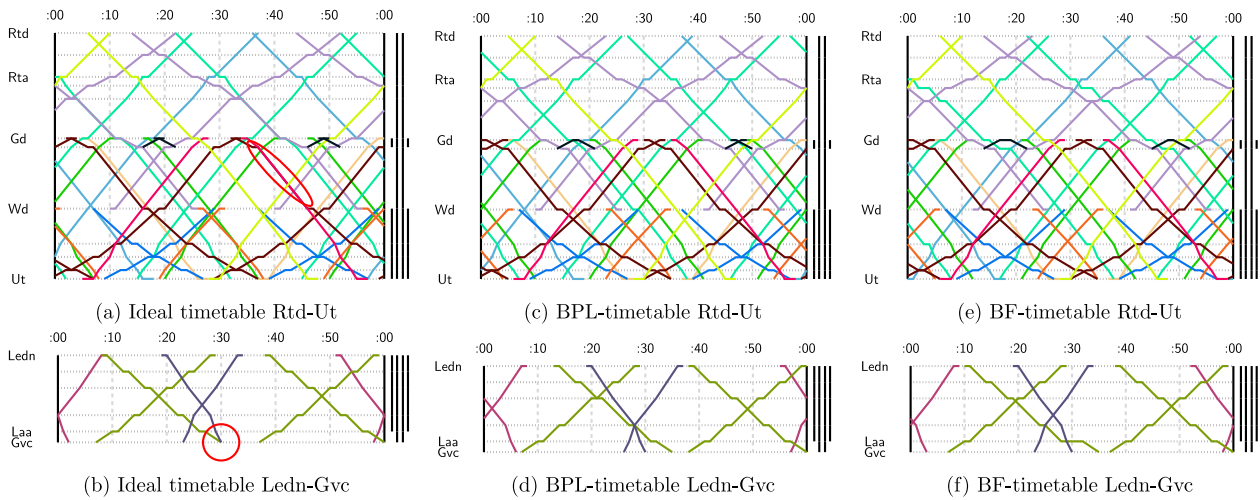 :00 :10 :20 :30 :40 :50 :00
Rtd
Rta
Gd
Wd
Ut
(a) Ideal timetable Rtd-Ut
:00 :10 :20 :30 :40 :50 :00
Rtd
Rta
Gd
Wd
Ut
(c) BPL-timetable Rtd-Ut
:00 :10 :20 :30 :40 :50 :00
Rtd
Rta
Gd
Wd
Ut
(e) BF-timetable Rtd-Ut
:00 :10 :20 :30 :40 :50 :00
Ledn
Laa
Gvc
(b) Ideal timetable Ledn-Gvc
:00 :10 :20 :30 :40 :50 :00
Ledn
Laa
Gvc
(d) BPL-timetable Ledn-Gvc
:00 :10 :20 :30 :40 :50 :00
Ledn
Laa
Gvc
(f) BF-timetable Ledn-Gvc